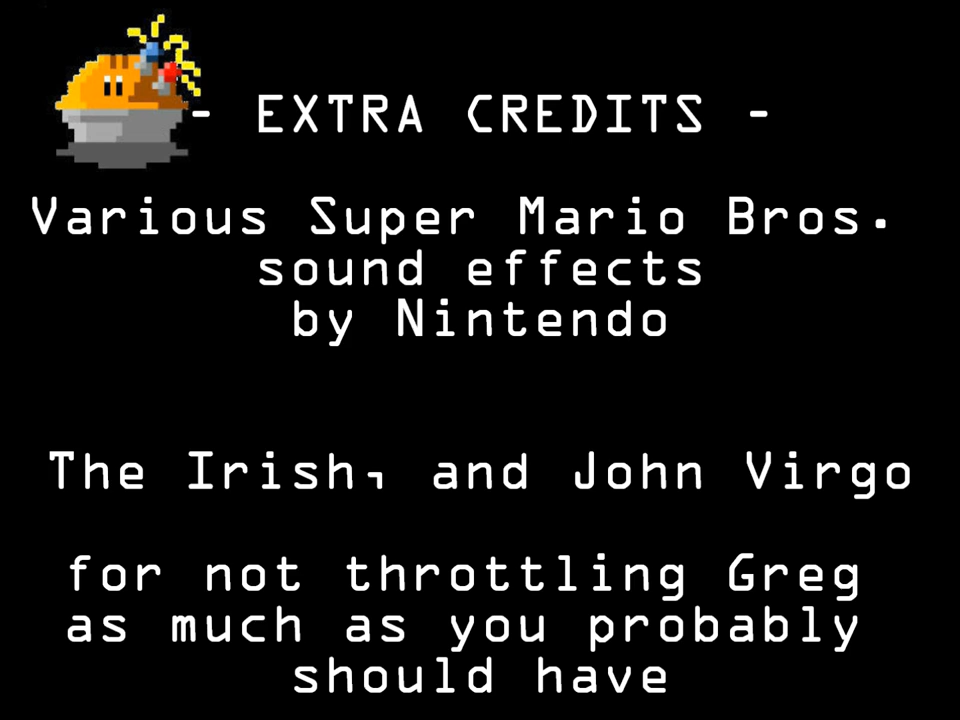 - EXTRA CREDITS -
Various Super Mario Bros.
sound effects
by Nintendo
The Irish, and John Virgo
for not throttling Greg
as much as you probably
should have